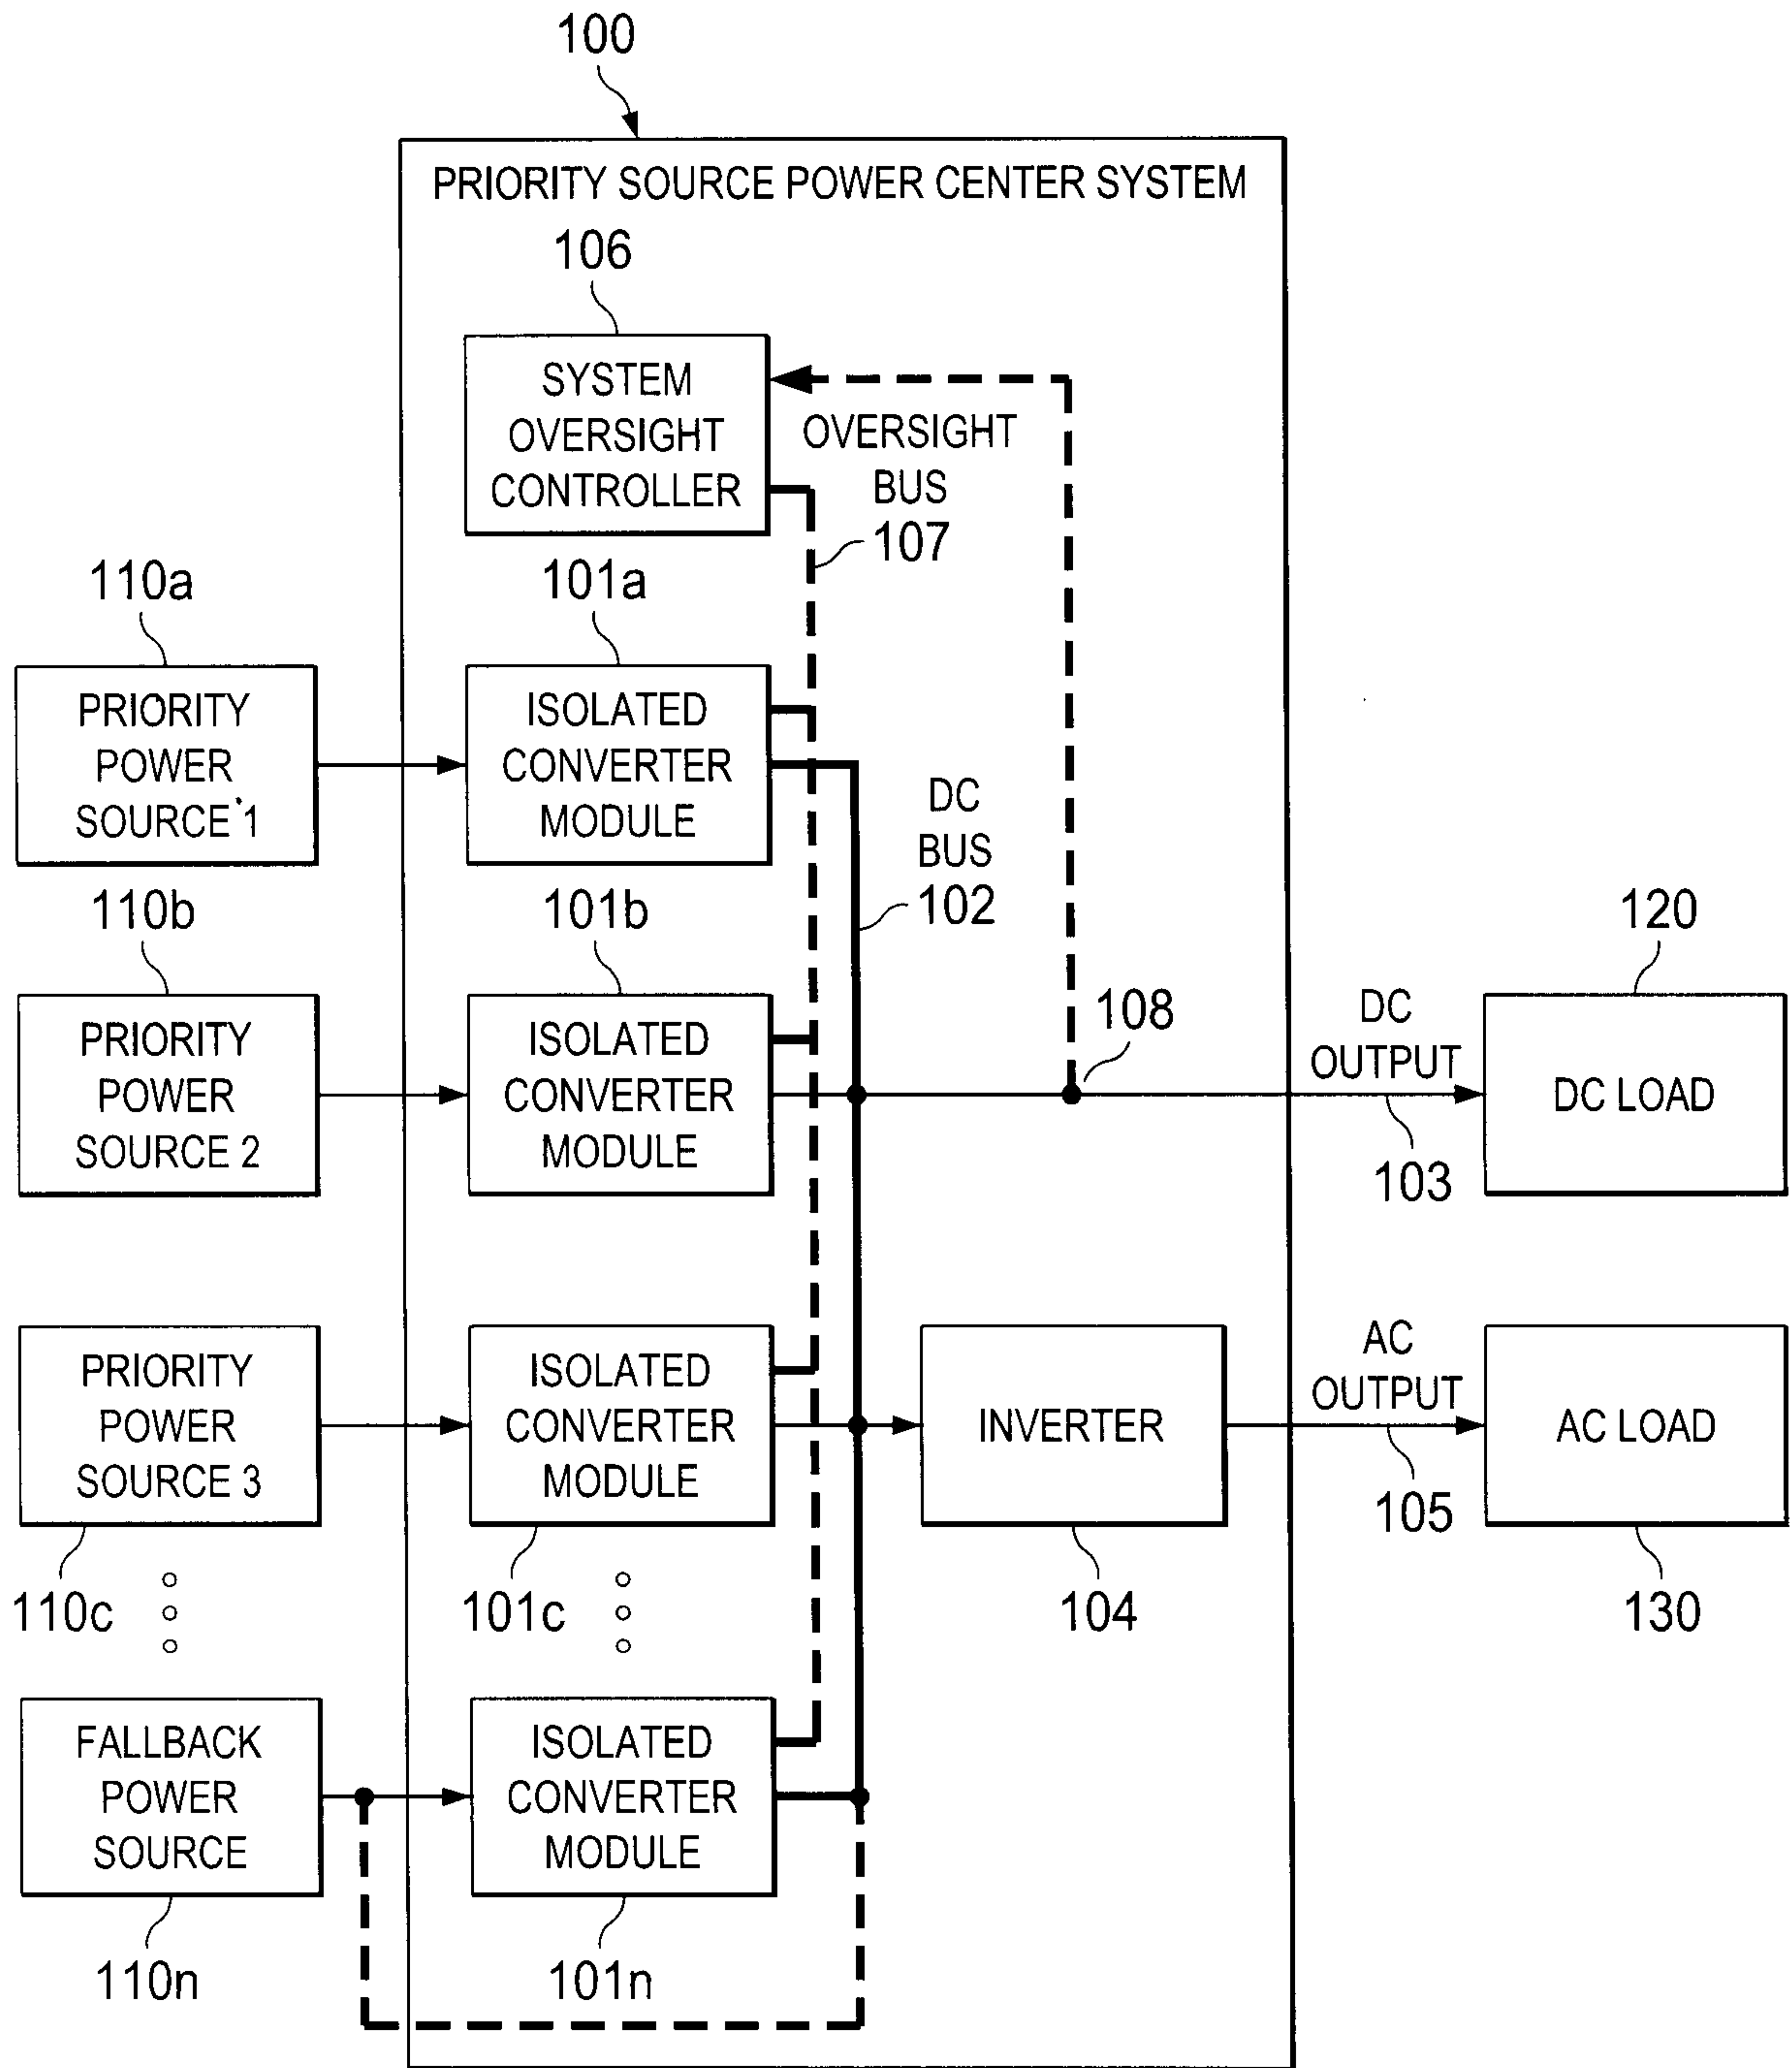 100
PRIORITY SOURCE POWER CENTER SYSTEM
106
SYSTEM
OVERSIGHT
CONTROLLER
OVERSIGHT
BUS
107
110a
PRIORITY
POWER
SOURCE 1
101a
ISOLATED
CONVERTER
MODULE
DC
BUS
102
110b
PRIORITY
POWER
SOURCE 2
101b
ISOLATED
CONVERTER
MODULE
108
DC
OUTPUT
103
120
DC LOAD
PRIORITY
POWER
SOURCE 3
110c
ISOLATED
CONVERTER
MODULE
101c
INVERTER
104
AC
OUTPUT
105
AC LOAD
130
FALLBACK
POWER
SOURCE
110n
ISOLATED
CONVERTER
MODULE
101n